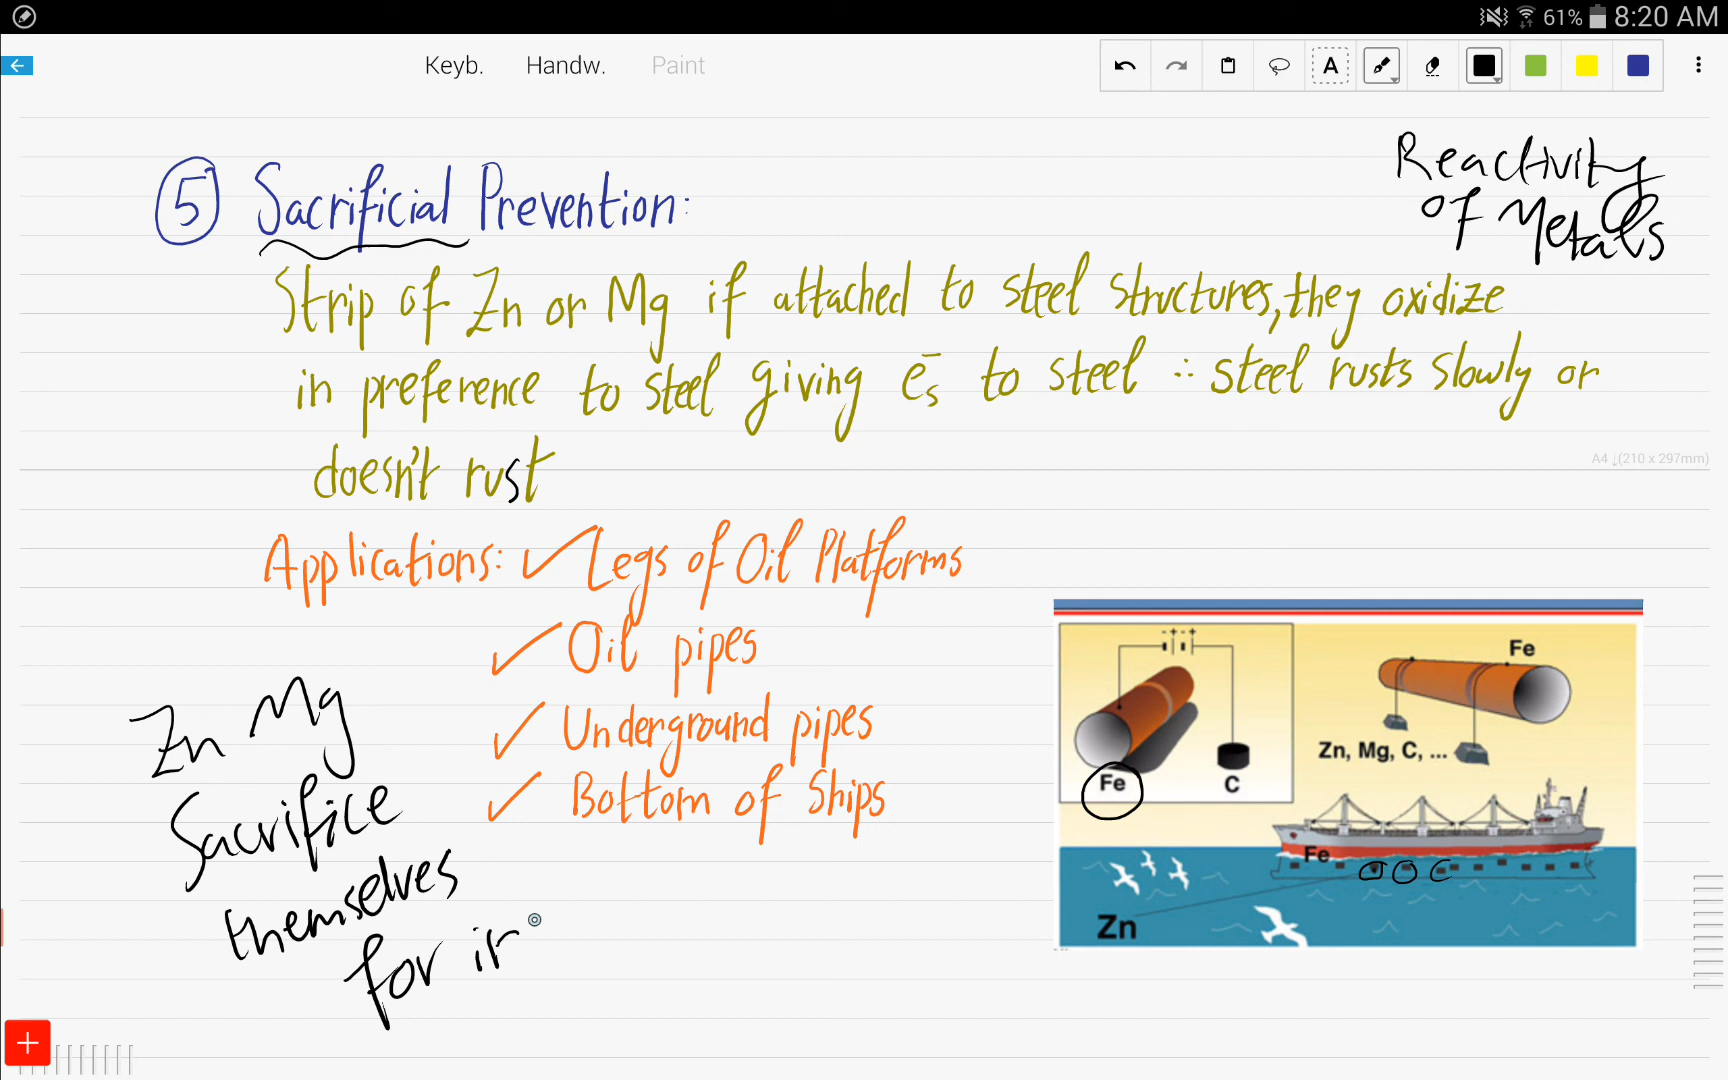 61% 8:20 AM
Keyb. Handw. Paint
A
Reactivity
of Metals
5 Sacrificial Prevention:
Strip of Zn or Mg if attached to steel structures, they oxidize
in preference to steel giving e⁻s to steel ∴ steel rusts slowly or
doesn't rust
A4 ↓(210 x 297mm)
Applications: ✓ Legs of Oil Platforms
✓ Oil pipes
✓ Underground pipes
✓ Bottom of Ships
Zn Mg
Sacrifice
themselves
for ir
- + - +
Fe
C
Fe
Zn, Mg, C, ...
Fe
Zn